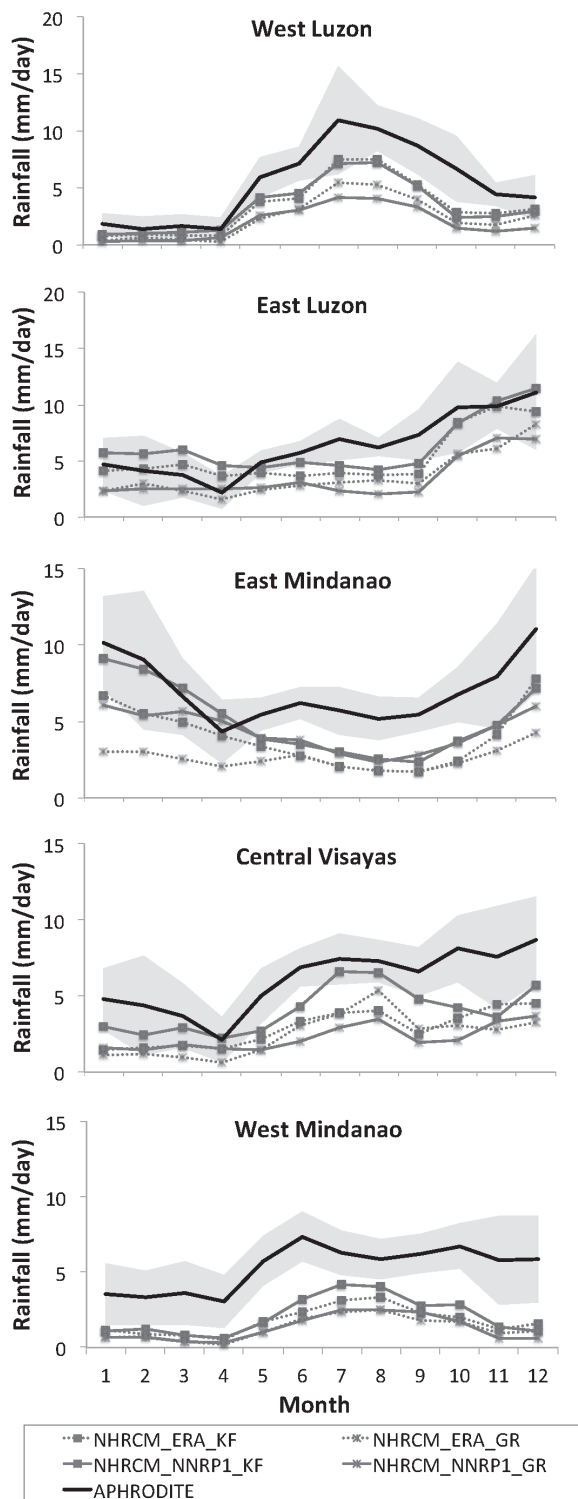 West Luzon
Rainfall (mm/day)
20
15
10
5
0
East Luzon
Rainfall (mm/day)
20
15
10
5
0
East Mindanao
Rainfall (mm/day)
15
10
5
0
Central Visayas
Rainfall (mm/day)
15
10
5
0
West Mindanao
Rainfall (mm/day)
15
10
5
0
1 2 3 4 5 6 7 8 9 10 11 12
Month
NHRCM_ERA_KF NHRCM_ERA_GR
NHRCM_NNRP1_KF NHRCM_NNRP1_GR
APHRODITE